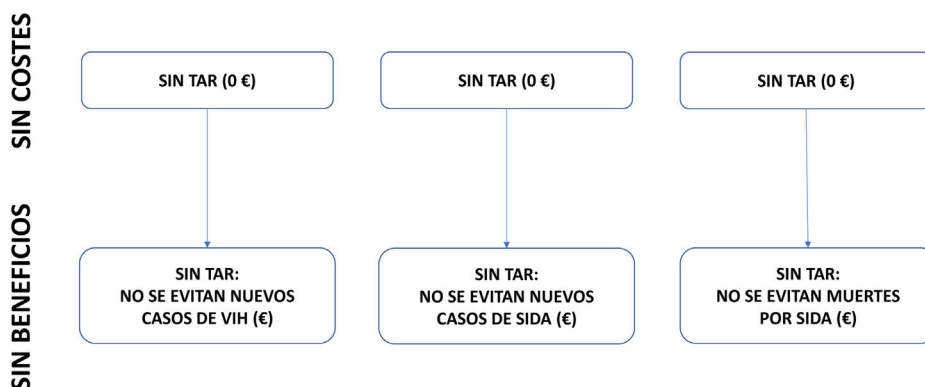 SIN COSTES
SIN TAR (0 €)
SIN TAR (0 €)
SIN TAR (0 €)
SIN BENEFICIOS
SIN TAR:
NO SE EVITAN NUEVOS
CASOS DE VIH (€)
SIN TAR:
NO SE EVITAN NUEVOS
CASOS DE SIDA (€)
SIN TAR:
NO SE EVITAN MUERTES
POR SIDA (€)